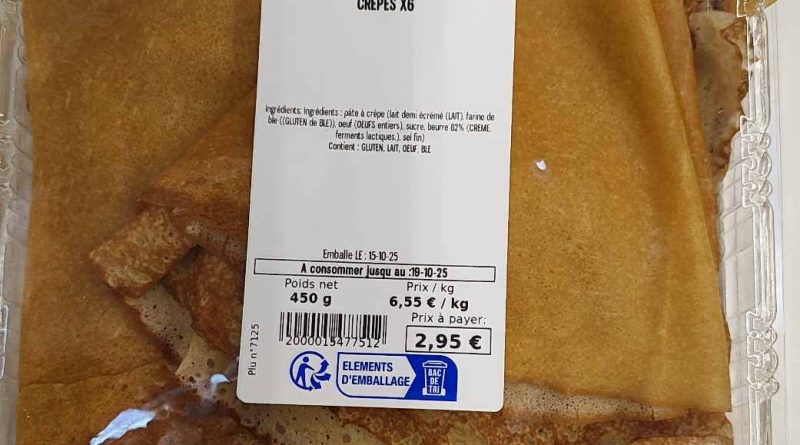 CRÊPES X6
Ingrédients: Ingrédients : pâte à crêpe (lait demi écrémé (LAIT), farine de
ble ((GLUTEN de BLE)), oeuf (OEUFS entiers), sucre, beurre 82% (CREME,
ferments lactiques,), sel fin)
Contient : GLUTEN, LAIT, OEUF, BLE
Emballe LE : 15-10-25
A consommer jusqu au :19-10-25
Poids net
450 g
Prix / kg
6,55 € / kg
Prix à payer:
2,95 €
2000015477512
Plu n°7125
ELEMENTS
D'EMBALLAGE
BAC
DE
TRI